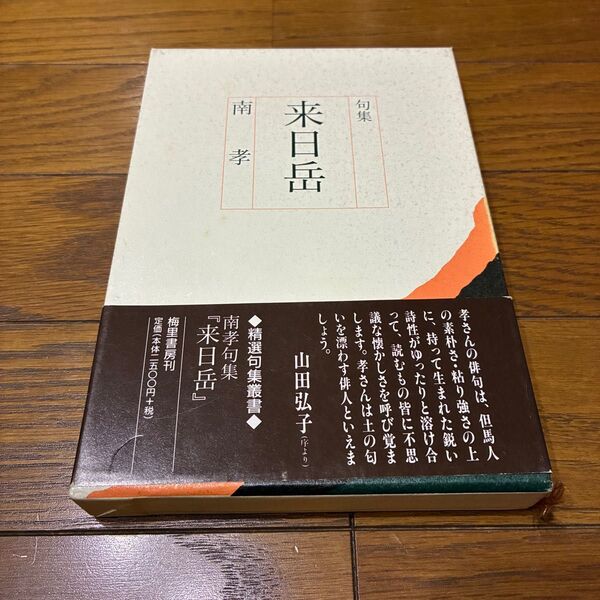 句集
来日岳
南 孝
孝さんの俳句は、但馬人
の素朴さ・粘り強さの上
に、持って生まれた鋭い
詩性がゆったりと溶け合
って、読むもの皆に不思
議な懐かしさを呼び覚ま
します。孝さんは土の匂
いを漂わす俳人といえま
しょう。
山田弘子(序より)
◆精選句集叢書◆
南孝句集
『来日岳』
梅里書房刊
定価(本体二五〇〇円+税)